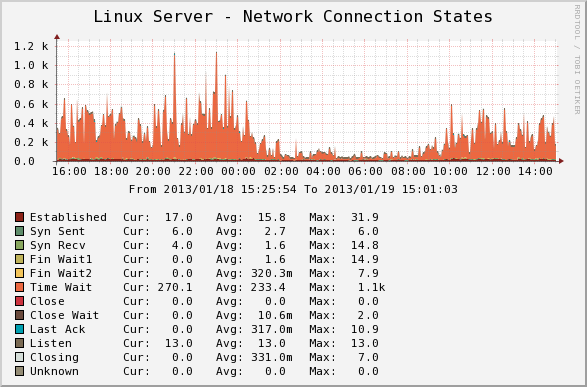 Linux Server - Network Connection States
RRDTOOL / TOBI OETIKER
1.2 k
1.0 k
0.8 k
0.6 k
0.4 k
0.2 k
0.0
16:00 18:00 20:00 22:00 00:00 02:00 04:00 06:00 08:00 10:00 12:00 14:00
From 2013/01/18 15:25:54 To 2013/01/19 15:01:03
Established Cur: 17.0 Avg: 15.8 Max: 31.9
Syn Sent Cur: 6.0 Avg: 2.7 Max: 6.0
Syn Recv Cur: 4.0 Avg: 1.6 Max: 14.8
Fin Wait1 Cur: 0.0 Avg: 1.6 Max: 14.9
Fin Wait2 Cur: 0.0 Avg: 320.3m Max: 7.9
Time Wait Cur: 270.1 Avg: 233.4 Max: 1.1k
Close Cur: 0.0 Avg: 0.0 Max: 0.0
Close Wait Cur: 0.0 Avg: 10.6m Max: 2.0
Last Ack Cur: 0.0 Avg: 317.0m Max: 10.9
Listen Cur: 13.0 Avg: 13.0 Max: 13.0
Closing Cur: 0.0 Avg: 331.0m Max: 7.0
Unknown Cur: 0.0 Avg: 0.0 Max: 0.0